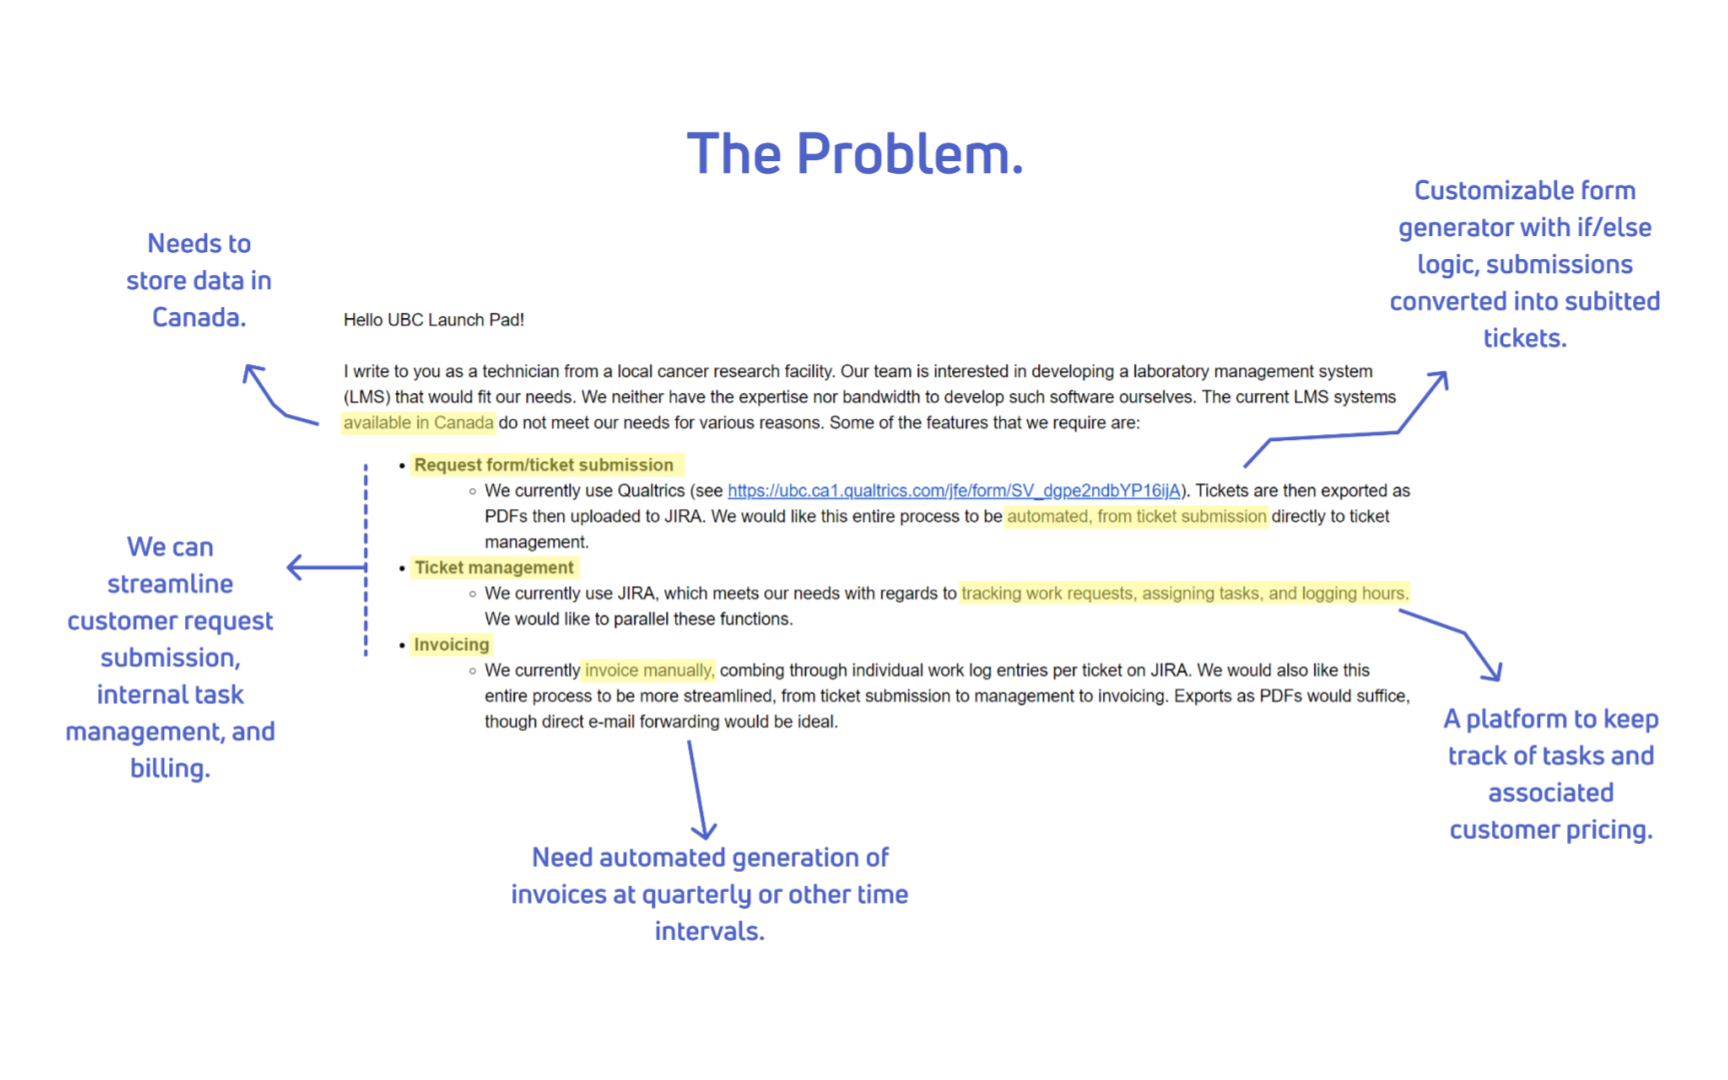 The Problem.
Needs to
store data in
Canada.
Customizable form
generator with if/else
logic, submissions
converted into subitted
tickets.
Hello UBC Launch Pad!
I write to you as a technician from a local cancer research facility. Our team is interested in developing a laboratory management system
(LMS) that would fit our needs. We neither have the expertise nor bandwidth to develop such software ourselves. The current LMS systems
available in Canada do not meet our needs for various reasons. Some of the features that we require are:
• Request form/ticket submission
○ We currently use Qualtrics (see https://ubc.ca1.qualtrics.com/jfe/form/SV_dgpe2ndbYP16ijA). Tickets are then exported as
PDFs then uploaded to JIRA. We would like this entire process to be automated, from ticket submission directly to ticket
management.
• Ticket management
○ We currently use JIRA, which meets our needs with regards to tracking work requests, assigning tasks, and logging hours.
We would like to parallel these functions.
• Invoicing
○ We currently invoice manually, combing through individual work log entries per ticket on JIRA. We would also like this
entire process to be more streamlined, from ticket submission to management to invoicing. Exports as PDFs would suffice,
though direct e-mail forwarding would be ideal.
We can
streamline
customer request
submission,
internal task
management, and
billing.
A platform to keep
track of tasks and
associated
customer pricing.
Need automated generation of
invoices at quarterly or other time
intervals.